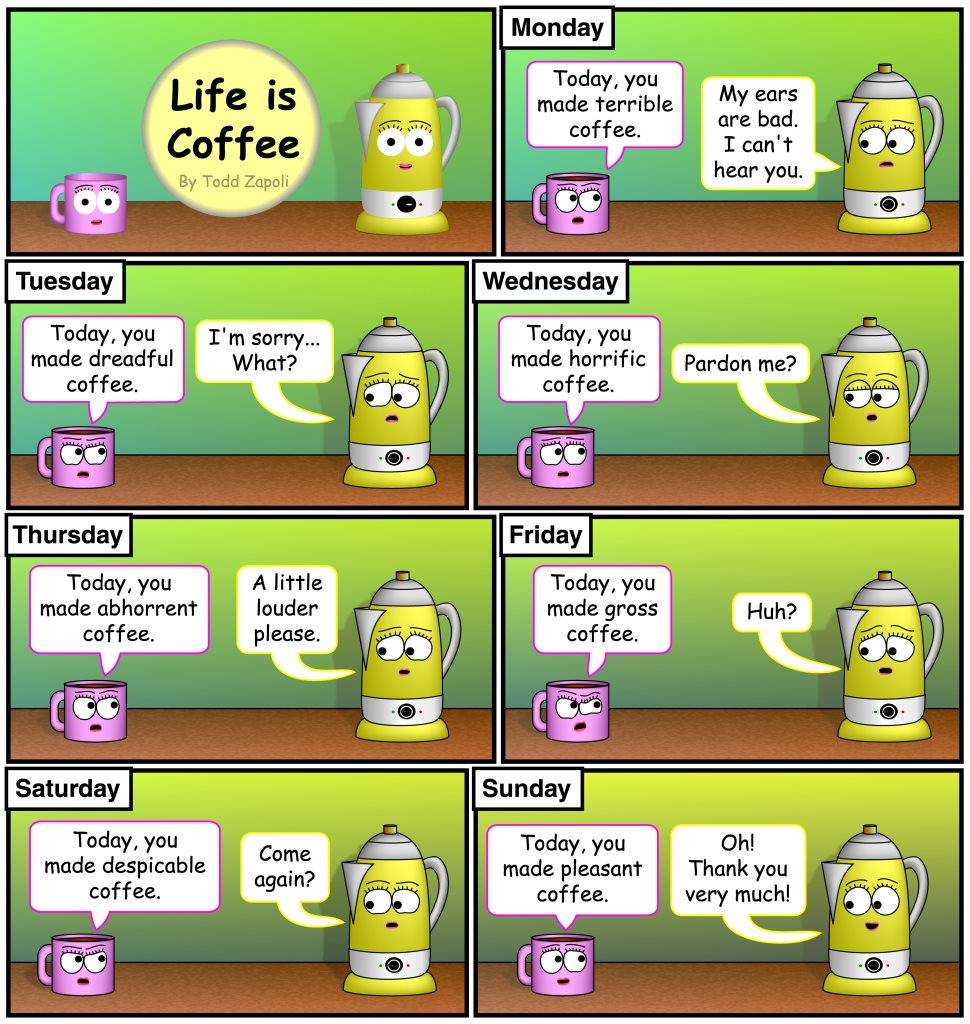 Life is
Coffee
By Todd Zapoli
Monday
Today, you
made terrible
coffee.
My ears
are bad.
I can't
hear you.
Tuesday
Today, you
made dreadful
coffee.
I'm sorry...
What?
Wednesday
Today, you
made horrific
coffee.
Pardon me?
Thursday
Today, you
made abhorrent
coffee.
A little
louder
please.
Friday
Today, you
made gross
coffee.
Huh?
Saturday
Today, you
made despicable
coffee.
Come
again?
Sunday
Today, you
made pleasant
coffee.
Oh!
Thank you
very much!